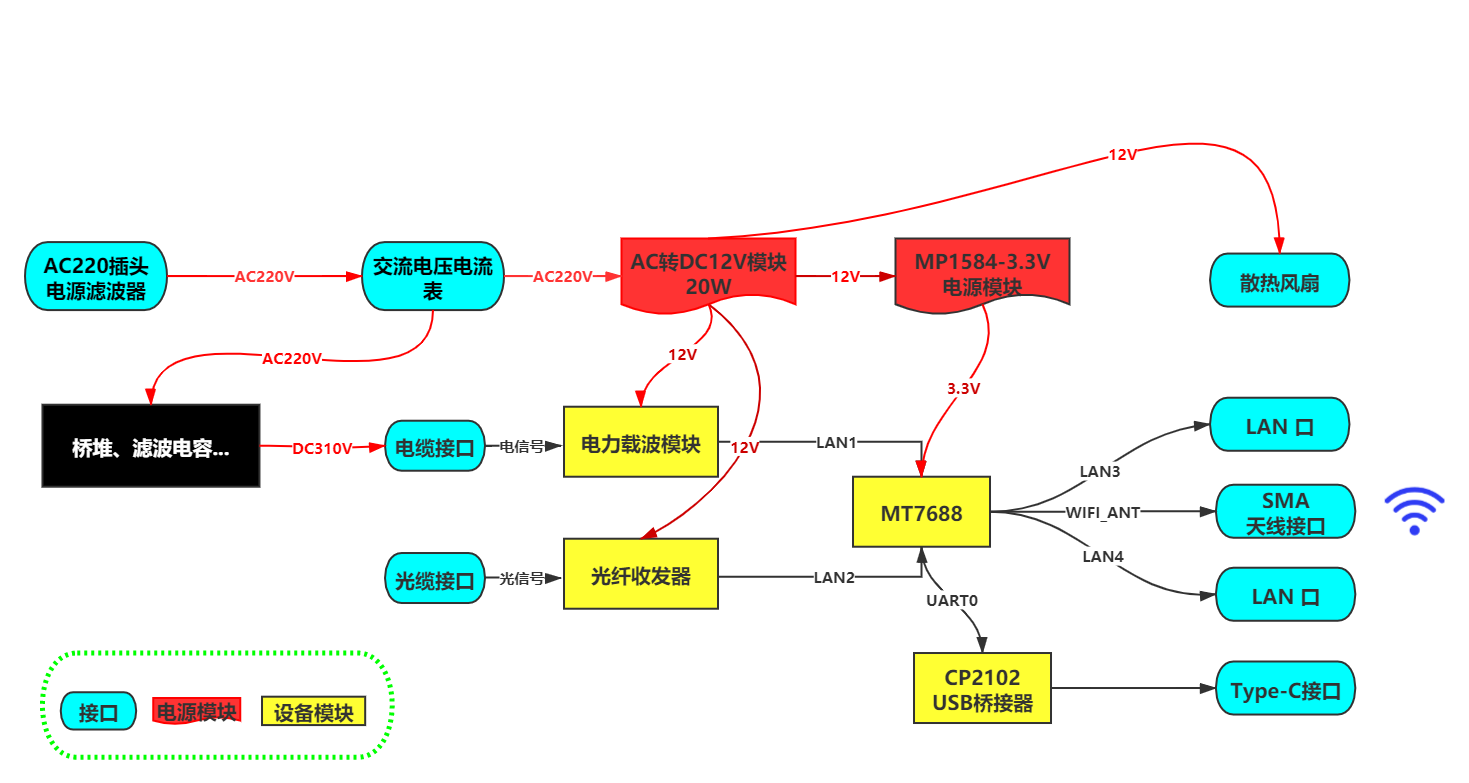 12V
AC220插头
电源滤波器
AC220V
交流电压电流
表
AC220V
AC转DC12V模块
20W
12V
MP1584-3.3V
电源模块
散热风扇
AC220V
12V
3.3V
桥堆、滤波电容...
DC310V
电缆接口
电信号
电力载波模块
12V
LAN1
LAN 口
LAN3
MT7688
WIFI_ANT
SMA
天线接口
LAN4
光缆接口
光信号
光纤收发器
LAN2
UART0
LAN 口
CP2102
USB桥接器
Type-C接口
接口
电源模块
设备模块